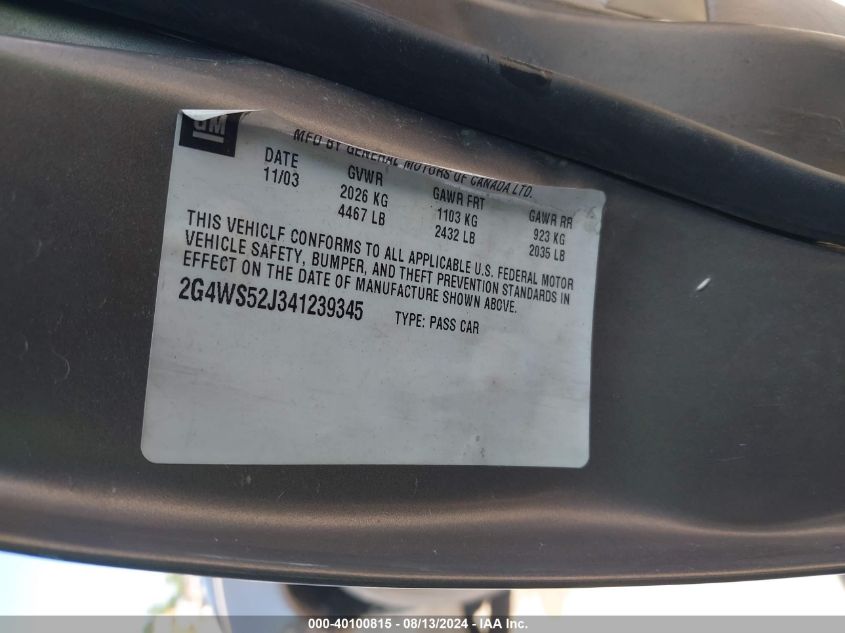 GM
MFD BY GENERAL MOTORS OF CANADA LTD.
DATE GVWR GAWR FRT GAWR RR
11/03 2026 KG 1103 KG 923 KG
4467 LB 2432 LB 2035 LB
THIS VEHICLE CONFORMS TO ALL APPLICABLE U.S. FEDERAL MOTOR
VEHICLE SAFETY, BUMPER, AND THEFT PREVENTION STANDARDS IN
EFFECT ON THE DATE OF MANUFACTURE SHOWN ABOVE.
2G4WS52J341239345 TYPE: PASS CAR
000-40100815 - 08/13/2024 - IAA Inc.